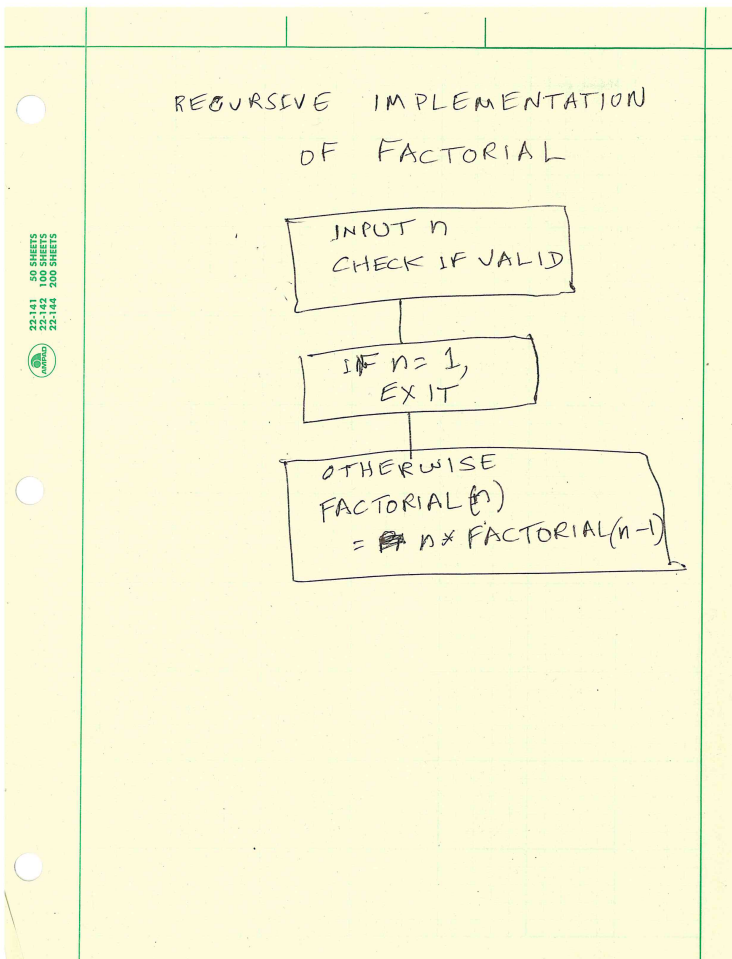 RECURSIVE IMPLEMENTATION
OF FACTORIAL
INPUT n
CHECK IF VALID
IF n = 1,
EXIT
OTHERWISE
FACTORIAL(n)
= n * FACTORIAL(n-1)
22-141 50 SHEETS
22-142 100 SHEETS
22-144 200 SHEETS
AMPAD